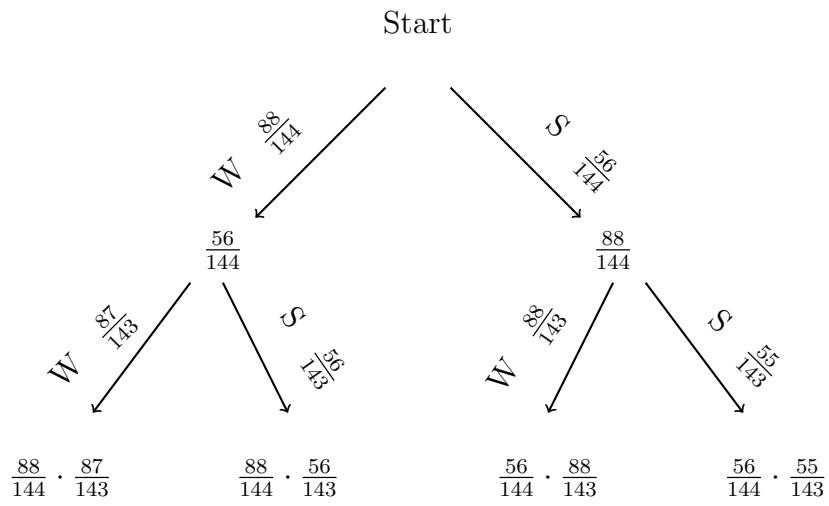 Start
W 88/144
S 56/144
56/144
88/144
W 87/143
S 56/143
W 88/143
S 55/143
88/144 · 87/143
88/144 · 56/143
56/144 · 88/143
56/144 · 55/143